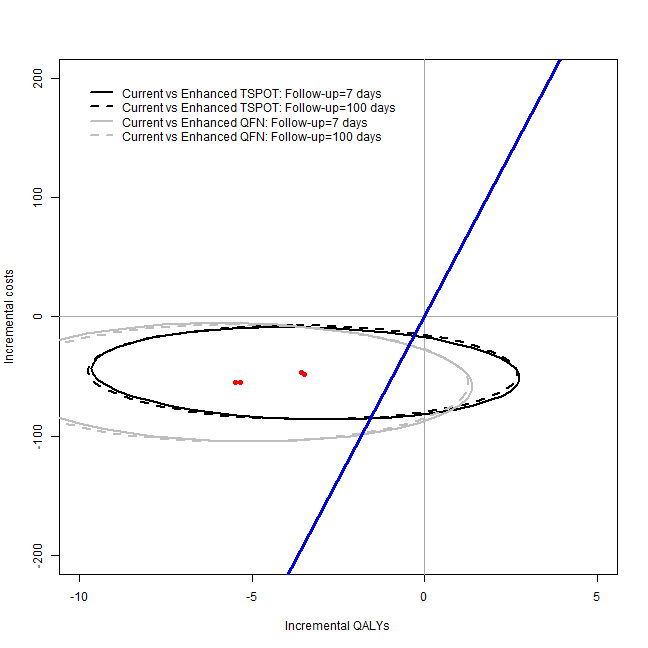 Current vs Enhanced TSPOT: Follow-up=7 days
Current vs Enhanced TSPOT: Follow-up=100 days
Current vs Enhanced QFN: Follow-up=7 days
Current vs Enhanced QFN: Follow-up=100 days
Incremental costs
200
100
0
-100
-200
-10
-5
0
5
Incremental QALYs